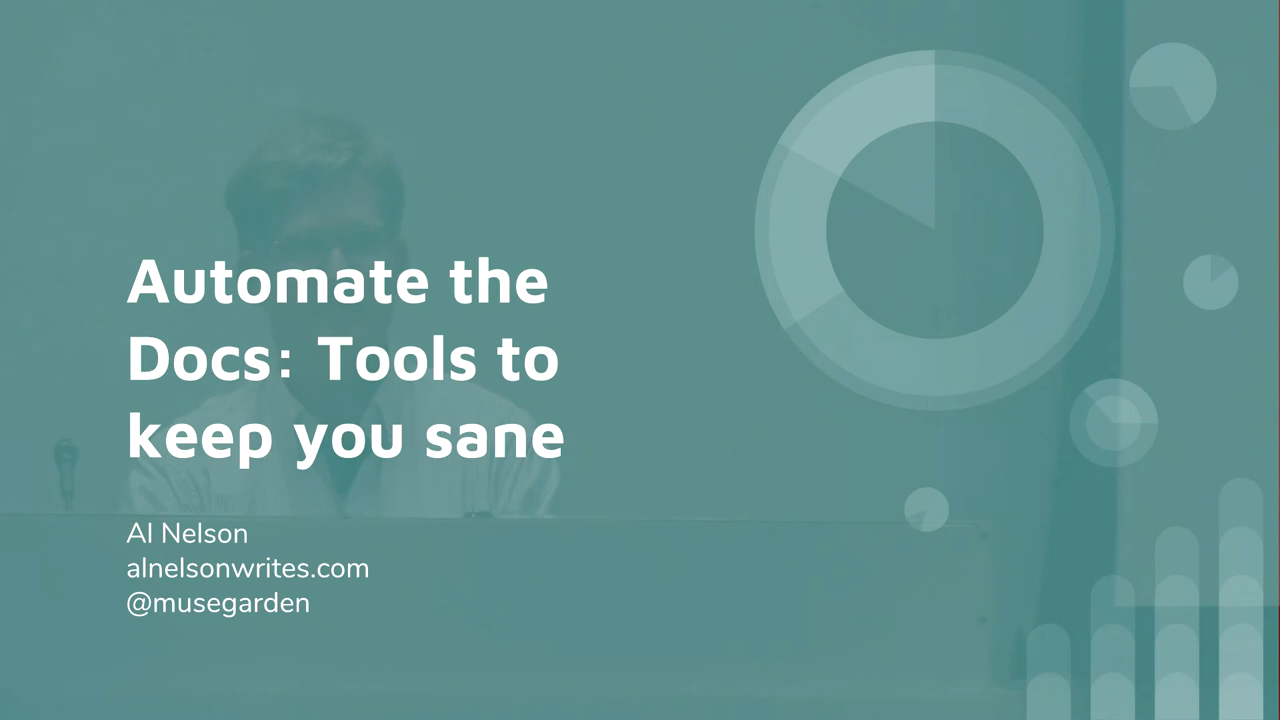 Automate the
Docs: Tools to
keep you sane
Al Nelson
alnelsonwrites.com
@musegarden